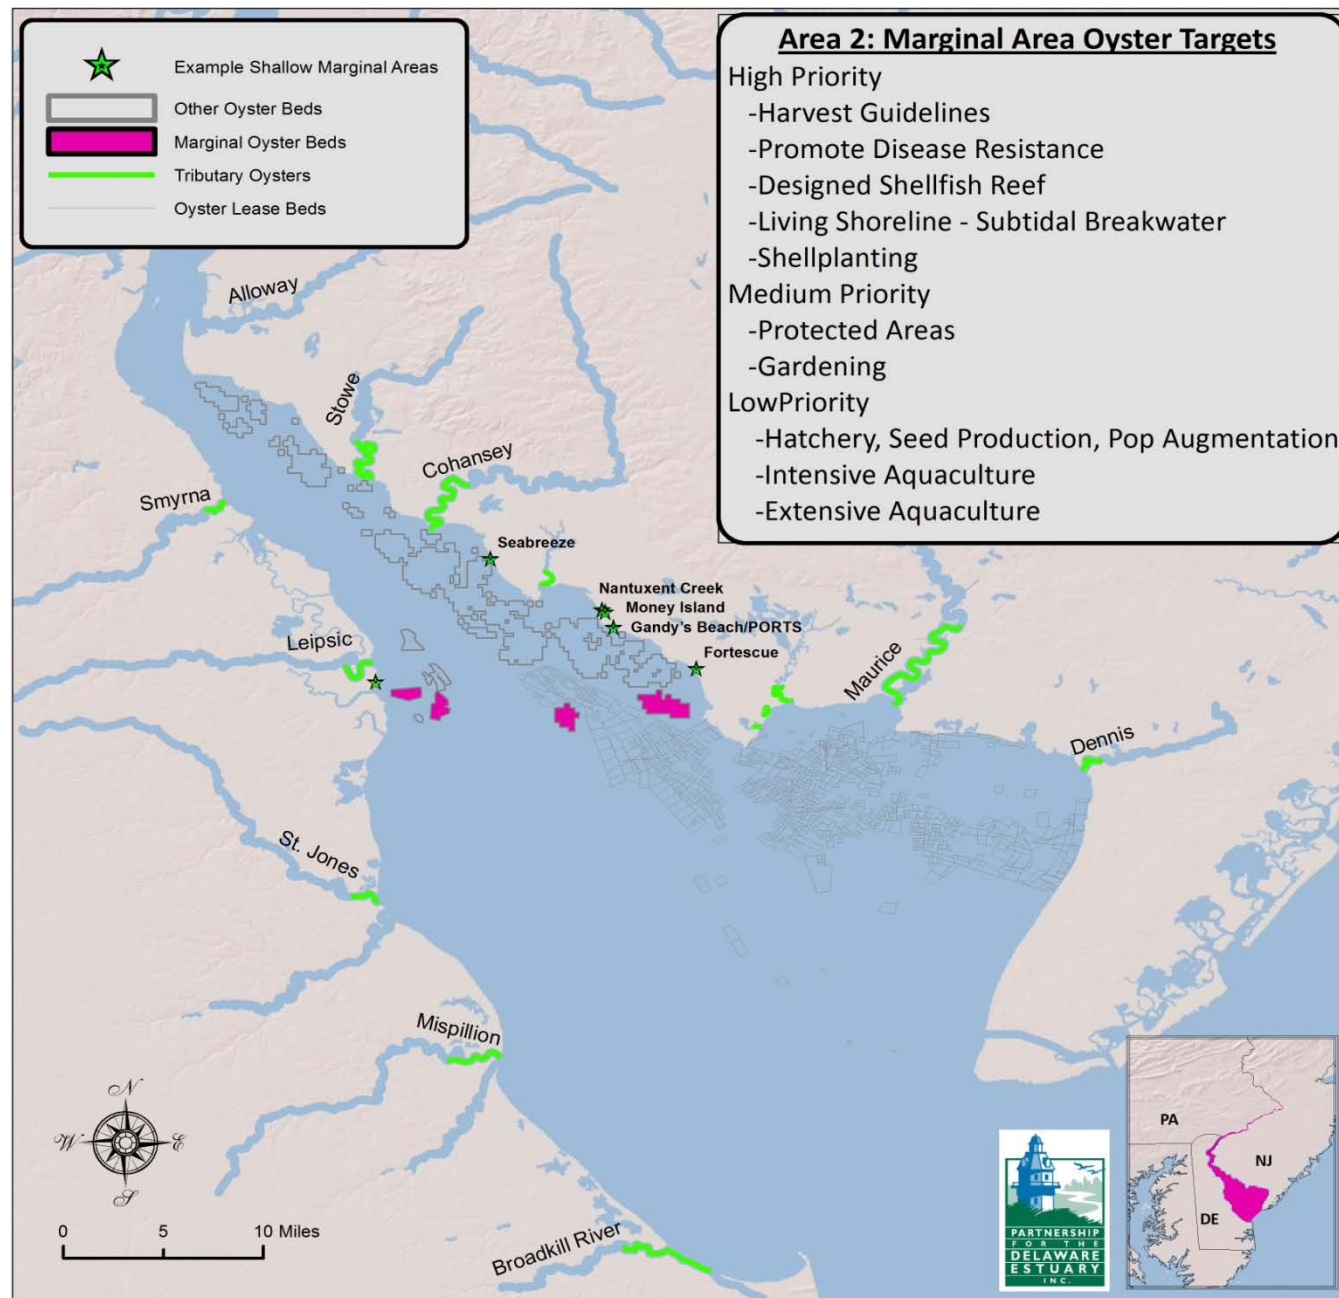 Example Shallow Marginal Areas
Other Oyster Beds
Marginal Oyster Beds
Tributary Oysters
Oyster Lease Beds
Area 2: Marginal Area Oyster Targets
High Priority
-Harvest Guidelines
-Promote Disease Resistance
-Designed Shellfish Reef
-Living Shoreline - Subtidal Breakwater
-Shellplanting
Medium Priority
-Protected Areas
-Gardening
LowPriority
-Hatchery, Seed Production, Pop Augmentation
-Intensive Aquaculture
-Extensive Aquaculture
Alloway
Stowe
Cohansey
Smyrna
Seabreeze
Nantuxent Creek
Money Island
Gandy's Beach/PORTS
Leipsic
Fortescue
Maurice
Dennis
St. Jones
Mispillion
Broadkill River
N
W
E
S
0 5 10 Miles
PARTNERSHIP
FOR THE
DELAWARE
ESTUARY
INC.
PA
NJ
DE